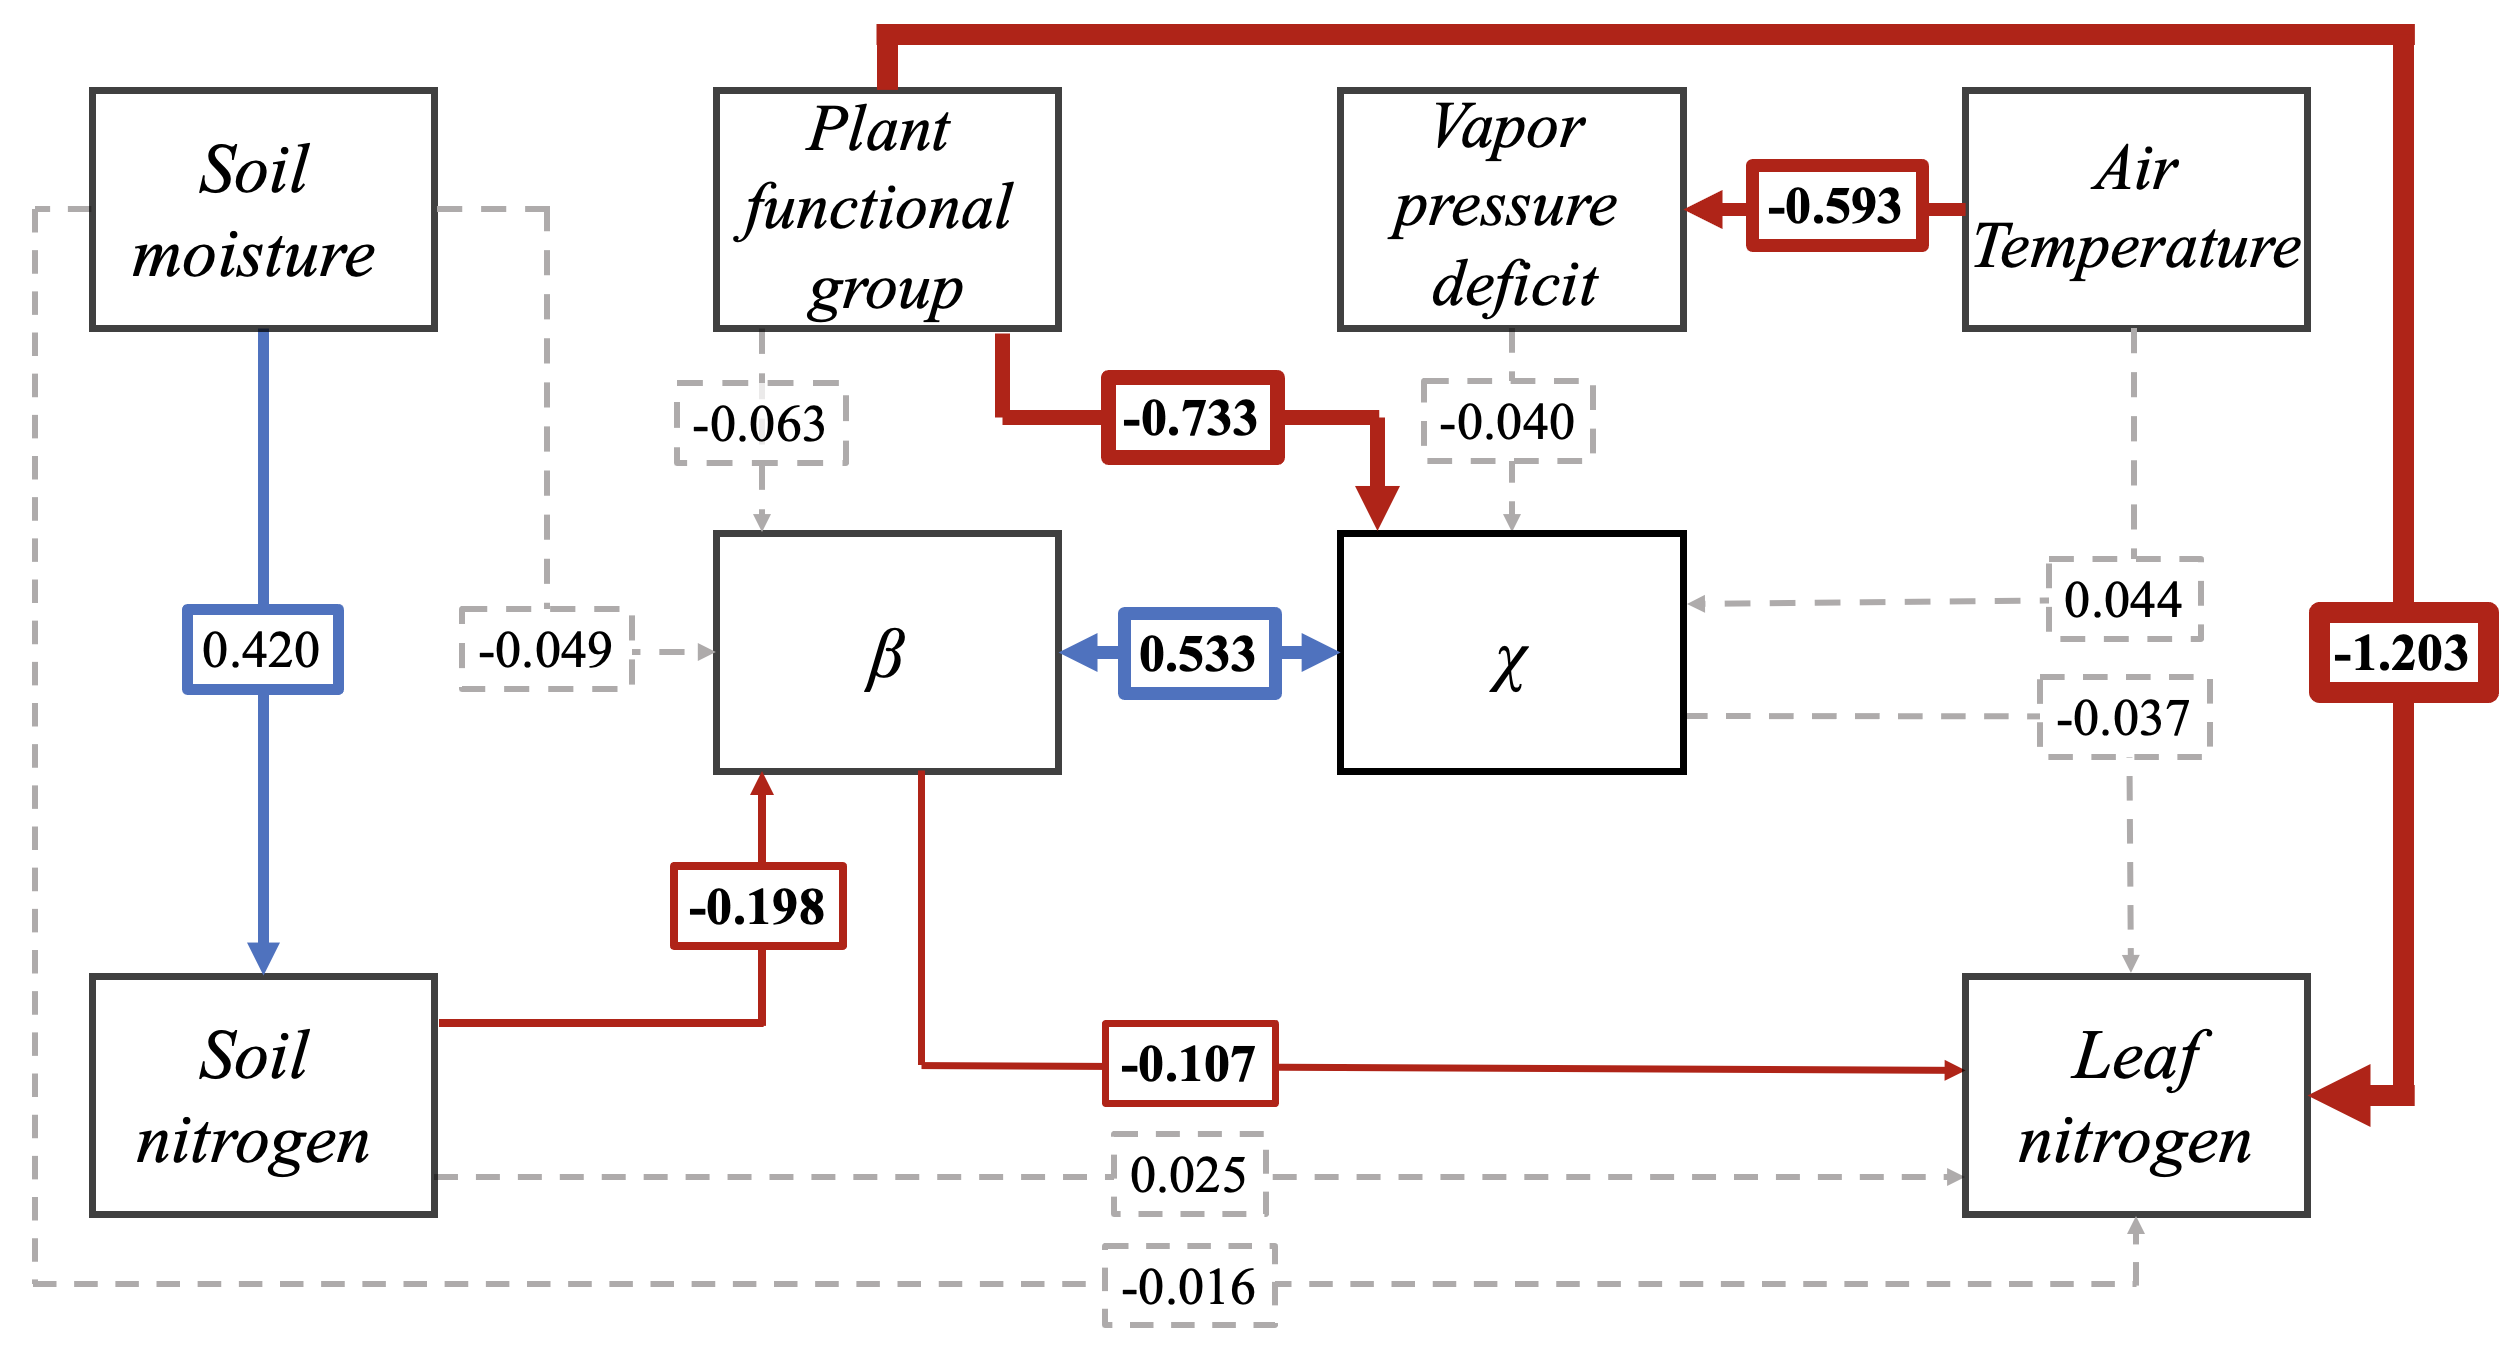 Soil
moisture
Plant
functional
group
Vapor
pressure
deficit
-0.593
Air
Temperature
-0.063
-0.733
-0.040
0.420
-0.049
β
0.533
χ
0.044
-0.037
-1.203
-0.198
Soil
nitrogen
-0.107
Leaf
nitrogen
0.025
-0.016